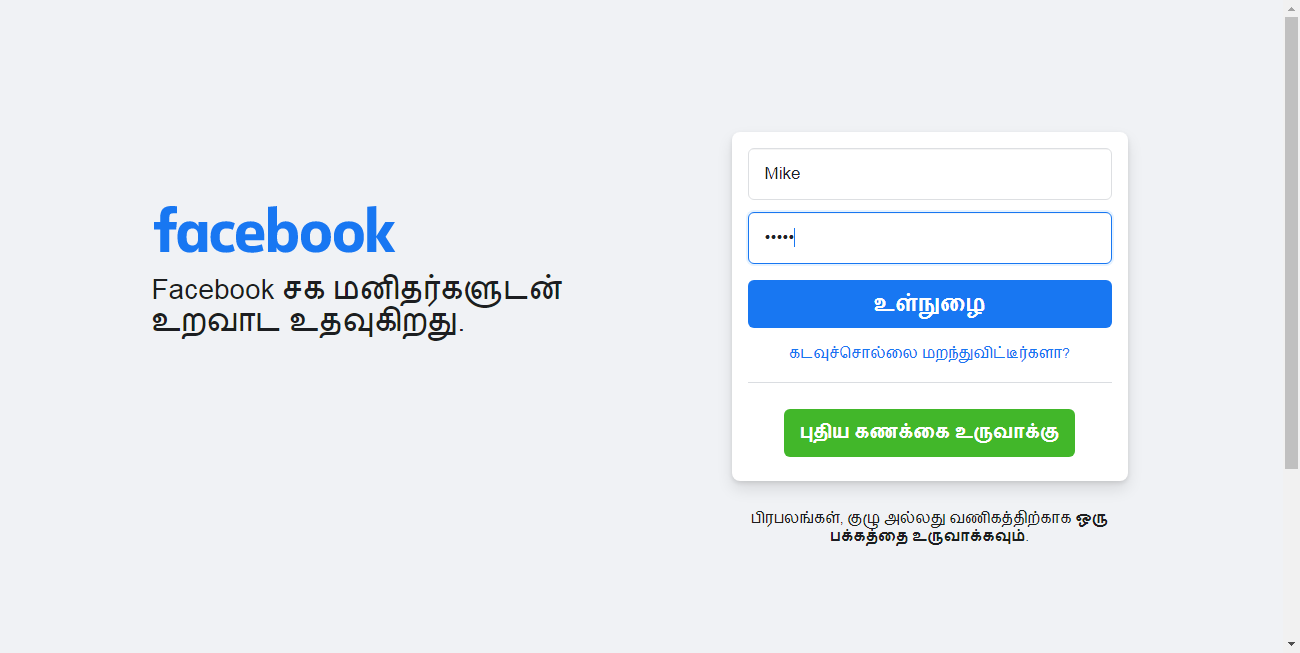 facebook
Facebook சக மனிதர்களுடன்
உறவாட உதவுகிறது.
Mike
•••••
உள்நுழை
கடவுச்சொல்லை மறந்துவிட்டீர்களா?
புதிய கணக்கை உருவாக்கு
பிரபலங்கள், குழு அல்லது வணிகத்திற்காக ஒரு
பக்கத்தை உருவாக்கவும்.